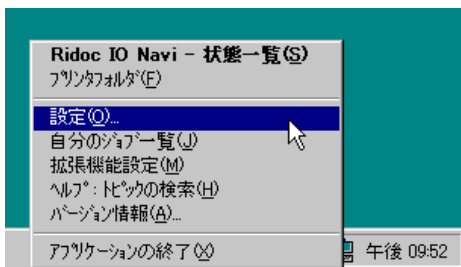 Ridoc IO Navi - 状態一覧(S)
プリンタフォルダ(F)
設定(O)...
自分のジョブ一覧(J)
拡張機能設定(M)
ヘルプ:トピックの検索(H)
バージョン情報(A)...
アプリケーションの終了(X)
午後 09:52